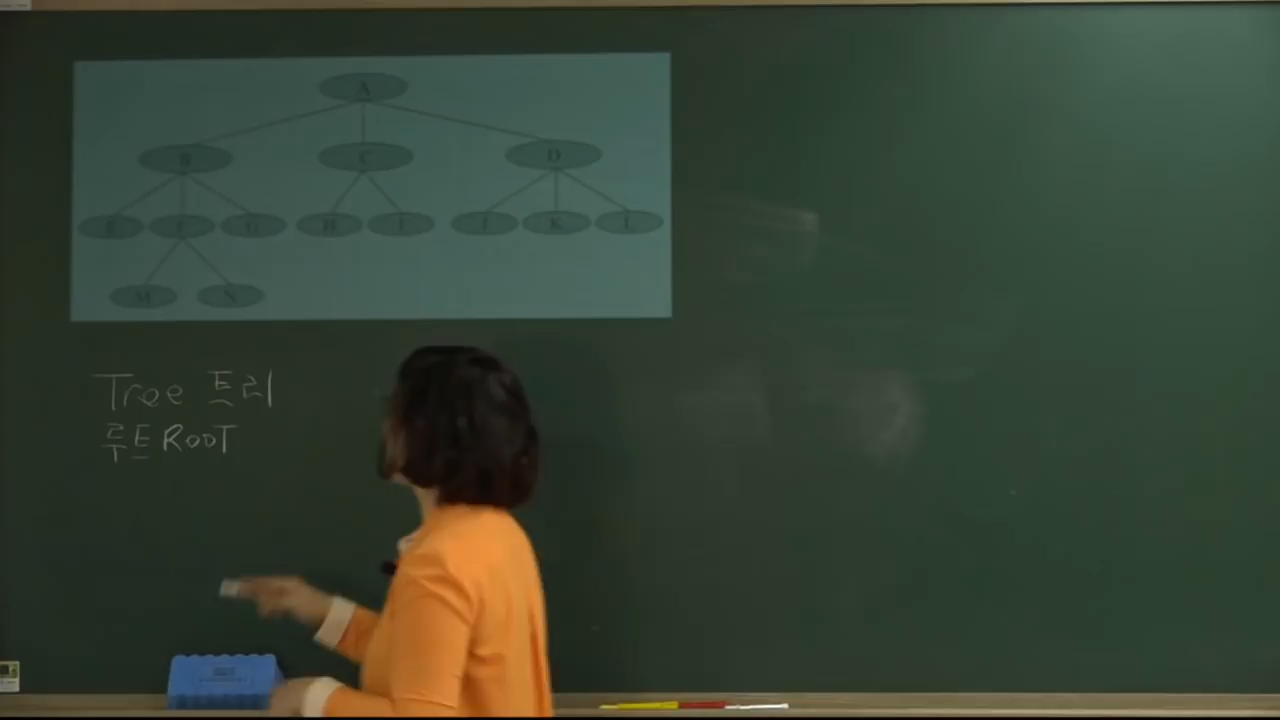 A
B C D
E F G H I J K L
M N
Tree 트리
루트 ROOT